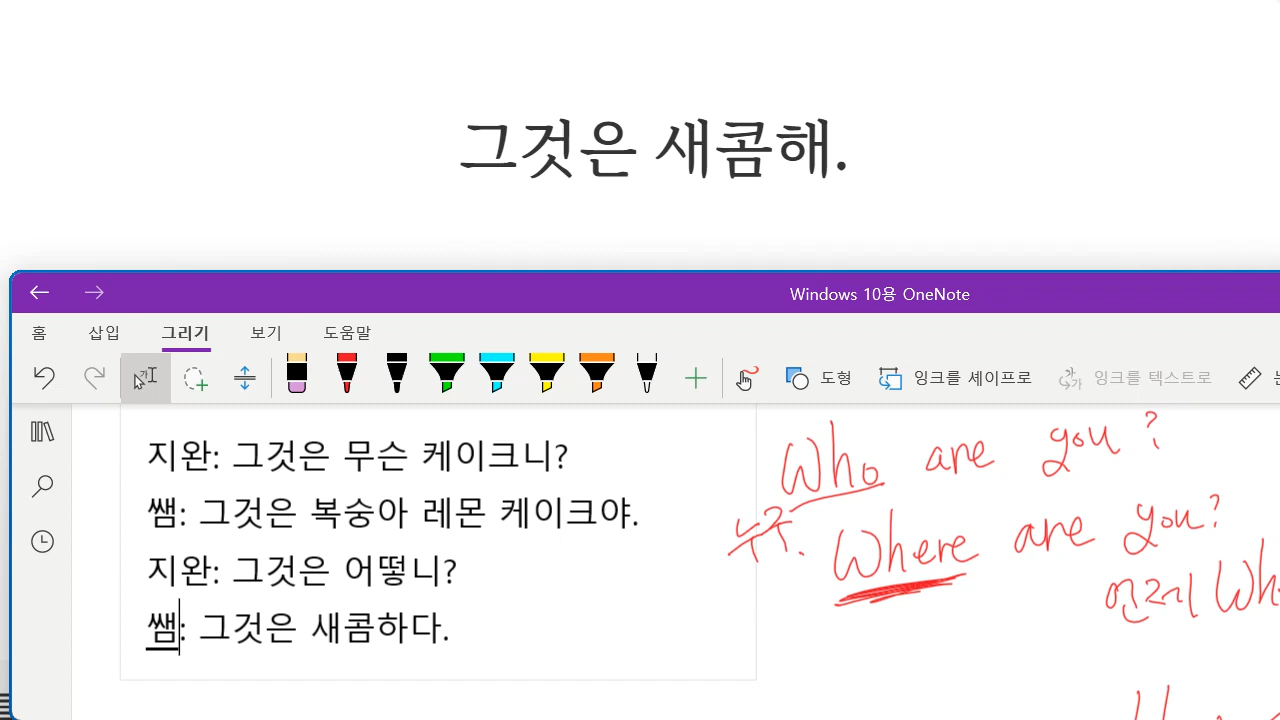 그것은 새콤해.
Windows 10용 OneNote
홈 삽입 그리기 보기 도움말
도형 잉크를 셰이프로 잉크를 텍스트로
지완: 그것은 무슨 케이크니?
쌤: 그것은 복숭아 레몬 케이크야.
지완: 그것은 어떻니?
쌤: 그것은 새콤하다.
Who are you?
누구.
Where are you?
언제